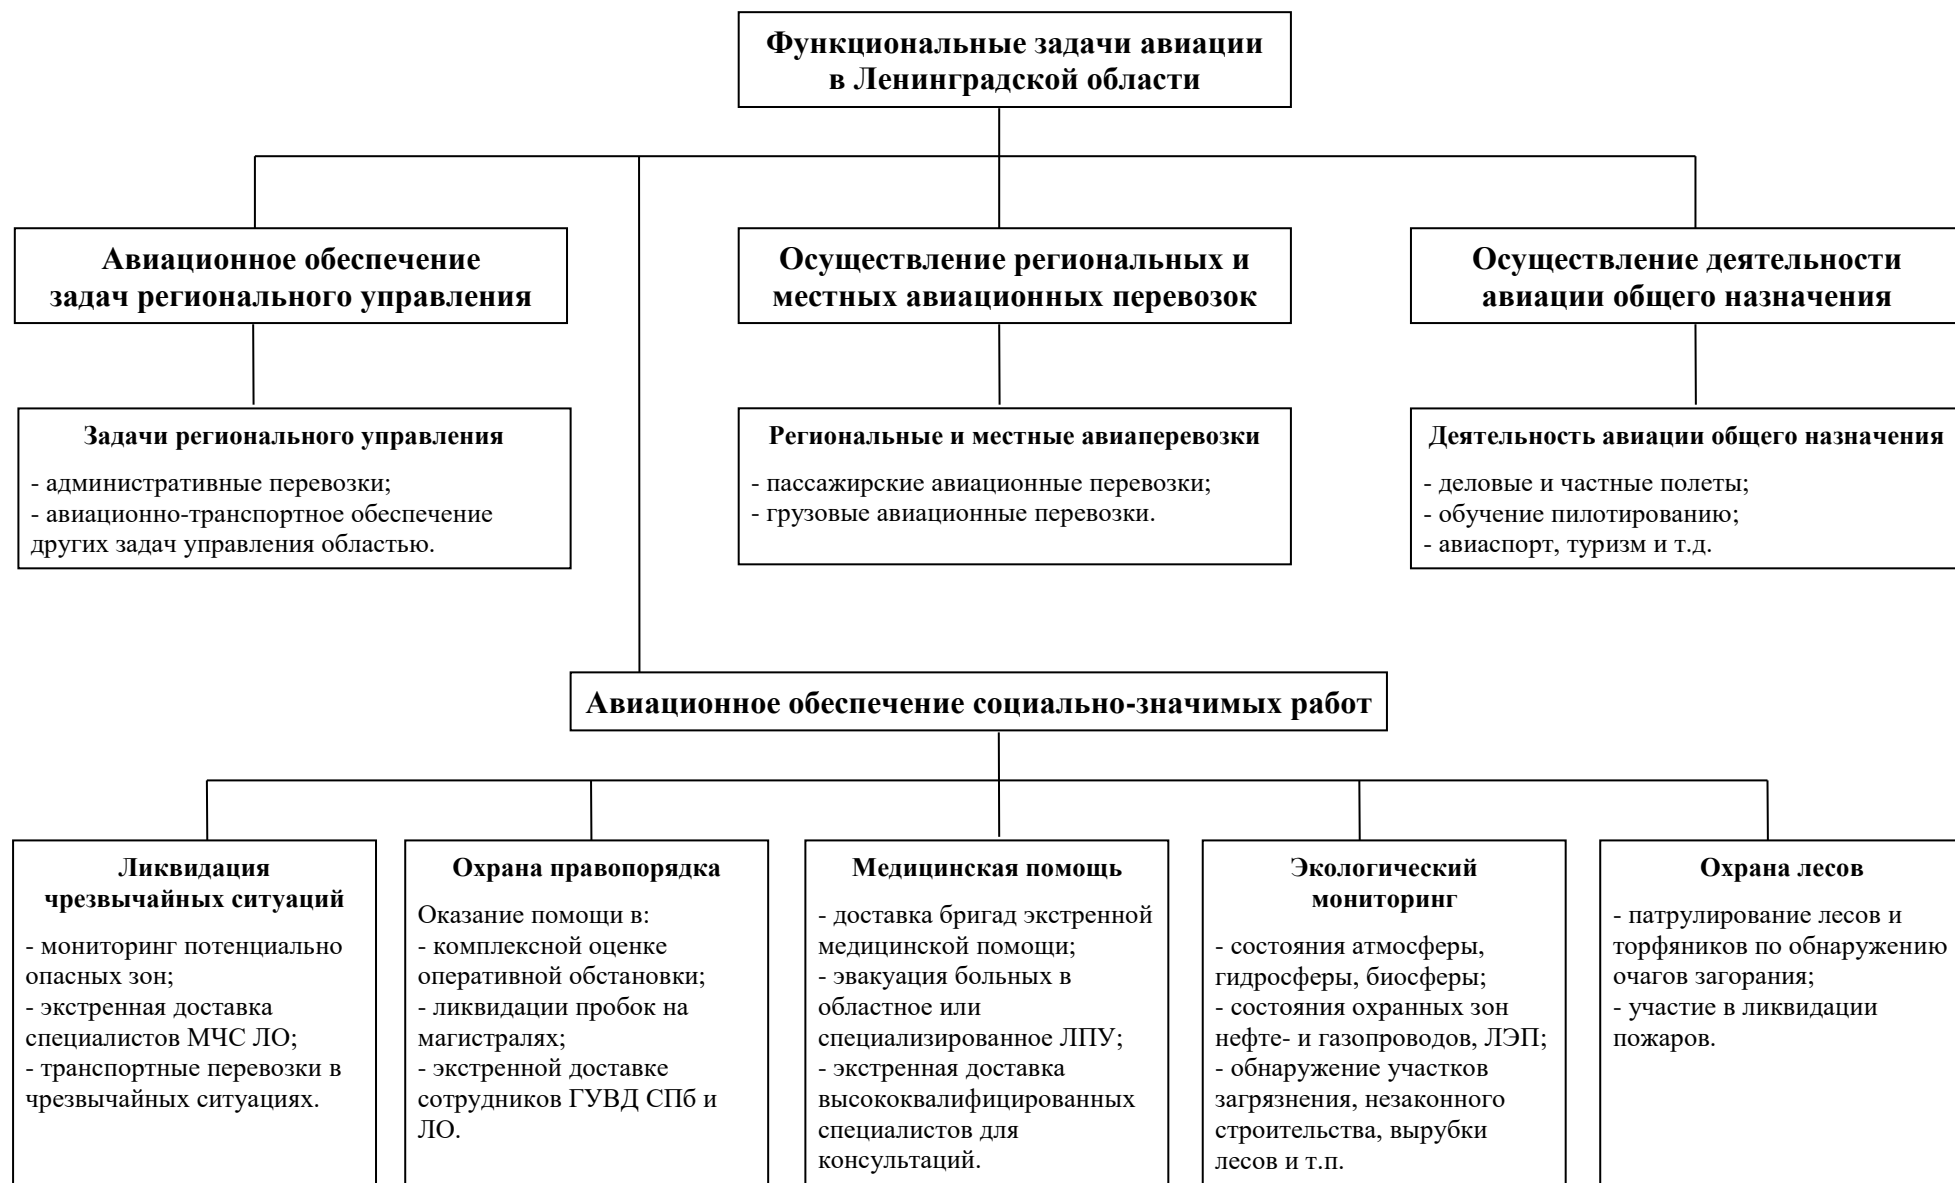 Функциональные задачи авиации
в Ленинградской области
Авиационное обеспечение
задач регионального управления
Осуществление региональных и
местных авиационных перевозок
Осуществление деятельности
авиации общего назначения
Задачи регионального управления
- административные перевозки;
- авиационно-транспортное обеспечение
других задач управления областью.
Региональные и местные авиаперевозки
- пассажирские авиационные перевозки;
- грузовые авиационные перевозки.
Деятельность авиации общего назначения
- деловые и частные полеты;
- обучение пилотированию;
- авиаспорт, туризм и т.д.
Авиационное обеспечение социально-значимых работ
Ликвидация
чрезвычайных ситуаций
- мониторинг потенциально
опасных зон;
- экстренная доставка
специалистов МЧС ЛО;
- транспортные перевозки в
чрезвычайных ситуациях.
Охрана правопорядка
Оказание помощи в:
- комплексной оценке
оперативной обстановки;
- ликвидации пробок на
магистралях;
- экстренной доставке
сотрудников ГУВД СПб и
ЛО.
Медицинская помощь
- доставка бригад экстренной
медицинской помощи;
- эвакуация больных в
областное или
специализированное ЛПУ;
- экстренная доставка
высококвалифицированных
специалистов для
консультаций.
Экологический
мониторинг
- состояния атмосферы,
гидросферы, биосферы;
- состояния охранных зон
нефте- и газопроводов, ЛЭП;
- обнаружение участков
загрязнения, незаконного
строительства, вырубки
лесов и т.п.
Охрана лесов
- патрулирование лесов и
торфяников по обнаружению
очагов загорания;
- участие в ликвидации
пожаров.